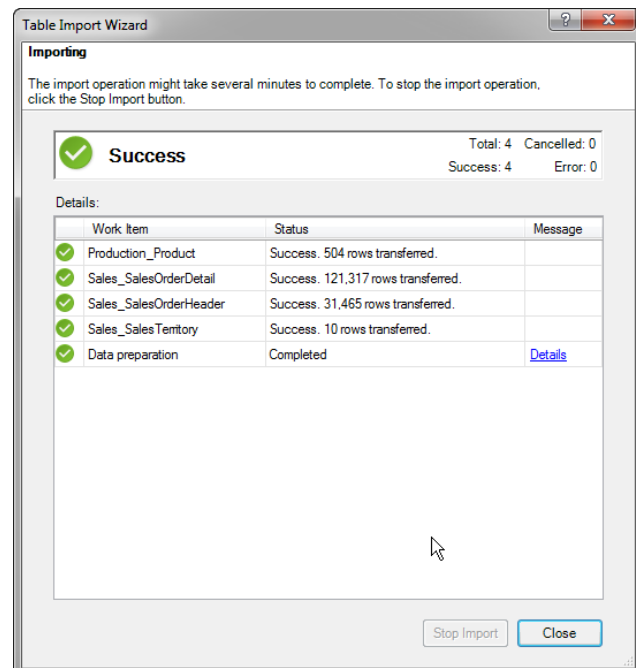 Table Import Wizard
Importing
The import operation might take several minutes to complete. To stop the import operation,
click the Stop Import button.
Success
Total: 4 Cancelled: 0
Success: 4 Error: 0
Details:
Work Item Status Message
Production_Product Success. 504 rows transferred.
Sales_SalesOrderDetail Success. 121,317 rows transferred.
Sales_SalesOrderHeader Success. 31,465 rows transferred.
Sales_SalesTerritory Success. 10 rows transferred.
Data preparation Completed Details
Stop Import Close